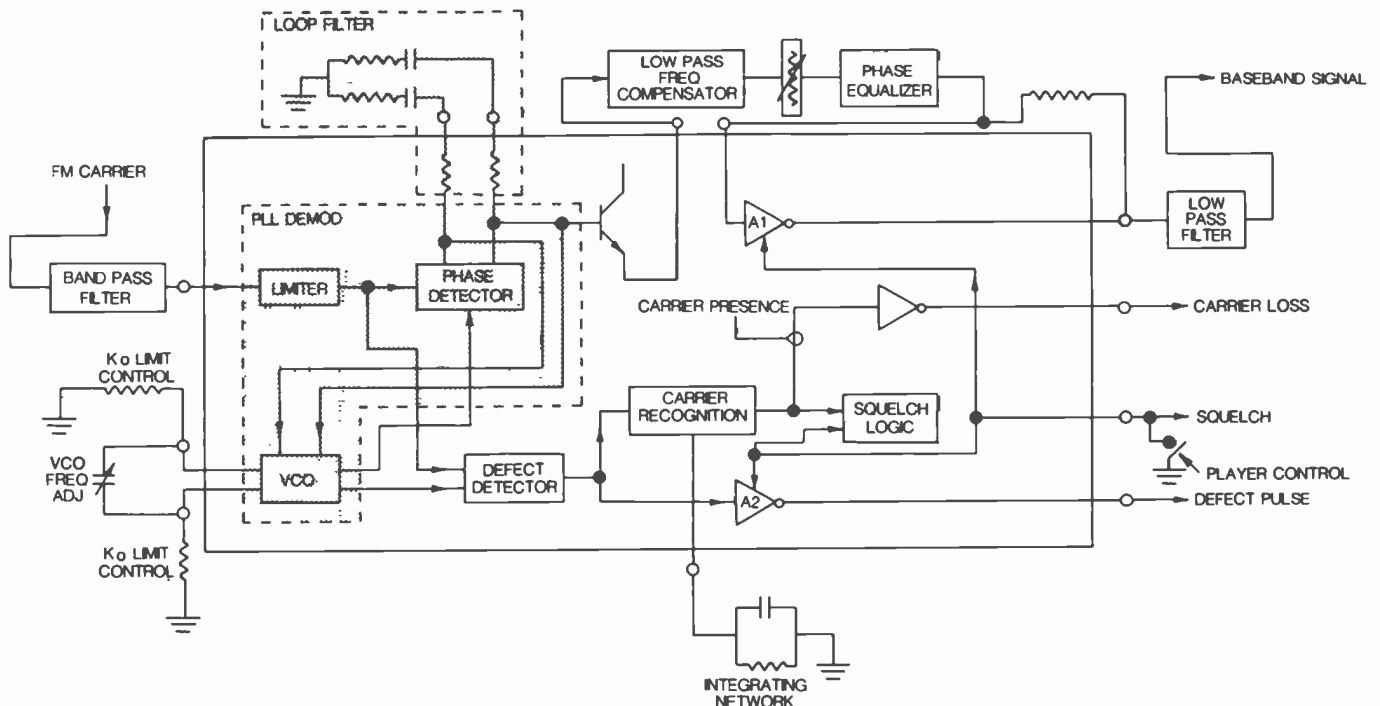 LOOP FILTER
LOW PASS
FREQ
COMPENSATOR
PHASE
EQUALIZER
BASEBAND SIGNAL
FM CARRIER
PLL DEMOD
A1
LOW
PASS
FILTER
BAND PASS
FILTER
LIMITER
PHASE
DETECTOR
CARRIER PRESENCE
CARRIER LOSS
Ko LIMIT
CONTROL
CARRIER
RECOGNITION
SQUELCH
LOGIC
SQUELCH
VCO
FREQ
ADJ
VCO
DEFECT
DETECTOR
A2
PLAYER CONTROL
DEFECT PULSE
Ko LIMIT
CONTROL
INTEGRATING
NETWORK